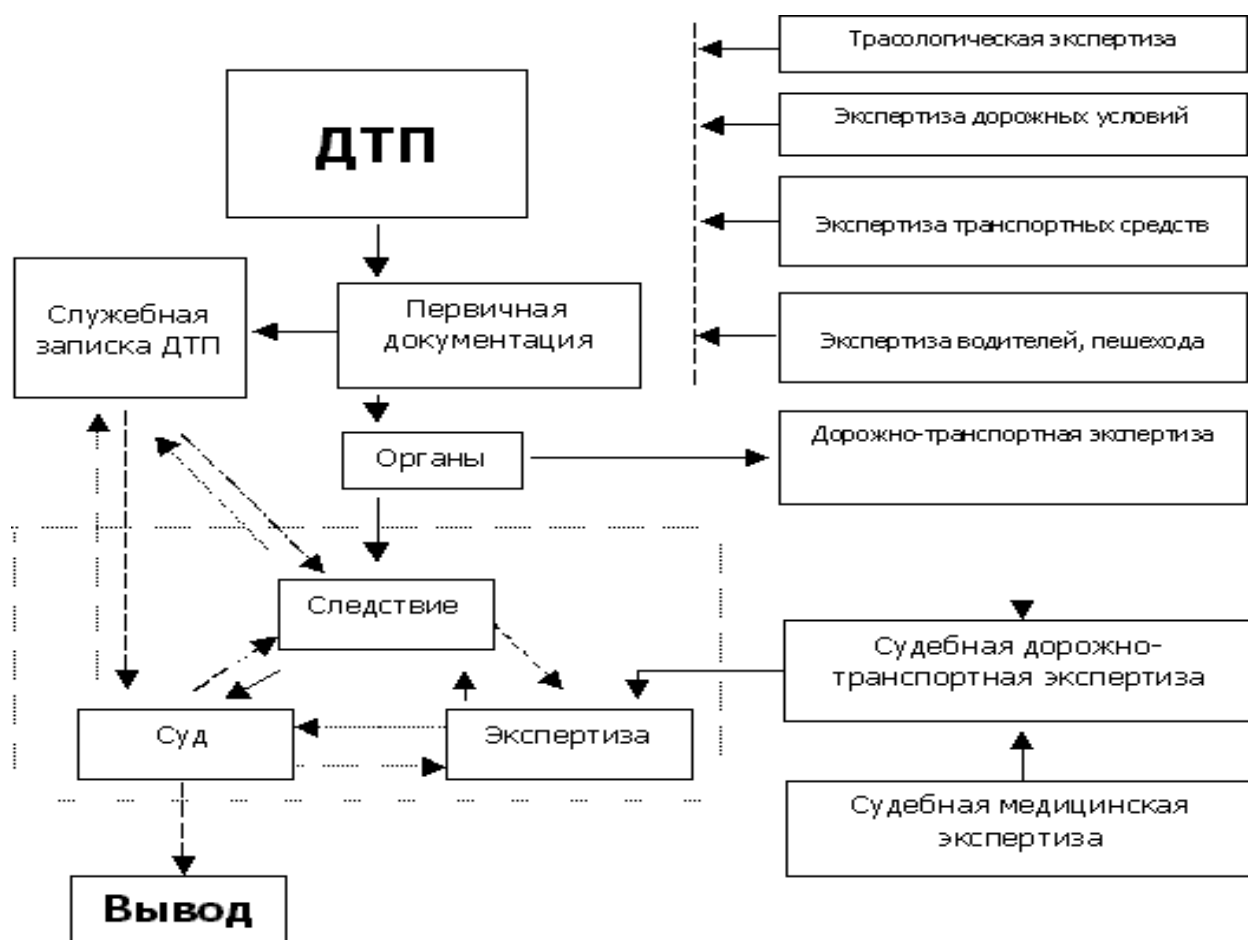 Трасологическая экспертиза
ДТП
Экспертиза дорожных условий
Экспертиза транспортных средств
Служебная
записка ДТП
Первичная
документация
Экспертиза водителей, пешехода
Органы
Дорожно-транспортная экспертиза
Следствие
Судебная дорожно-
транспортная экспертиза
Суд
Экспертиза
Судебная медицинская
экспертиза
Вывод